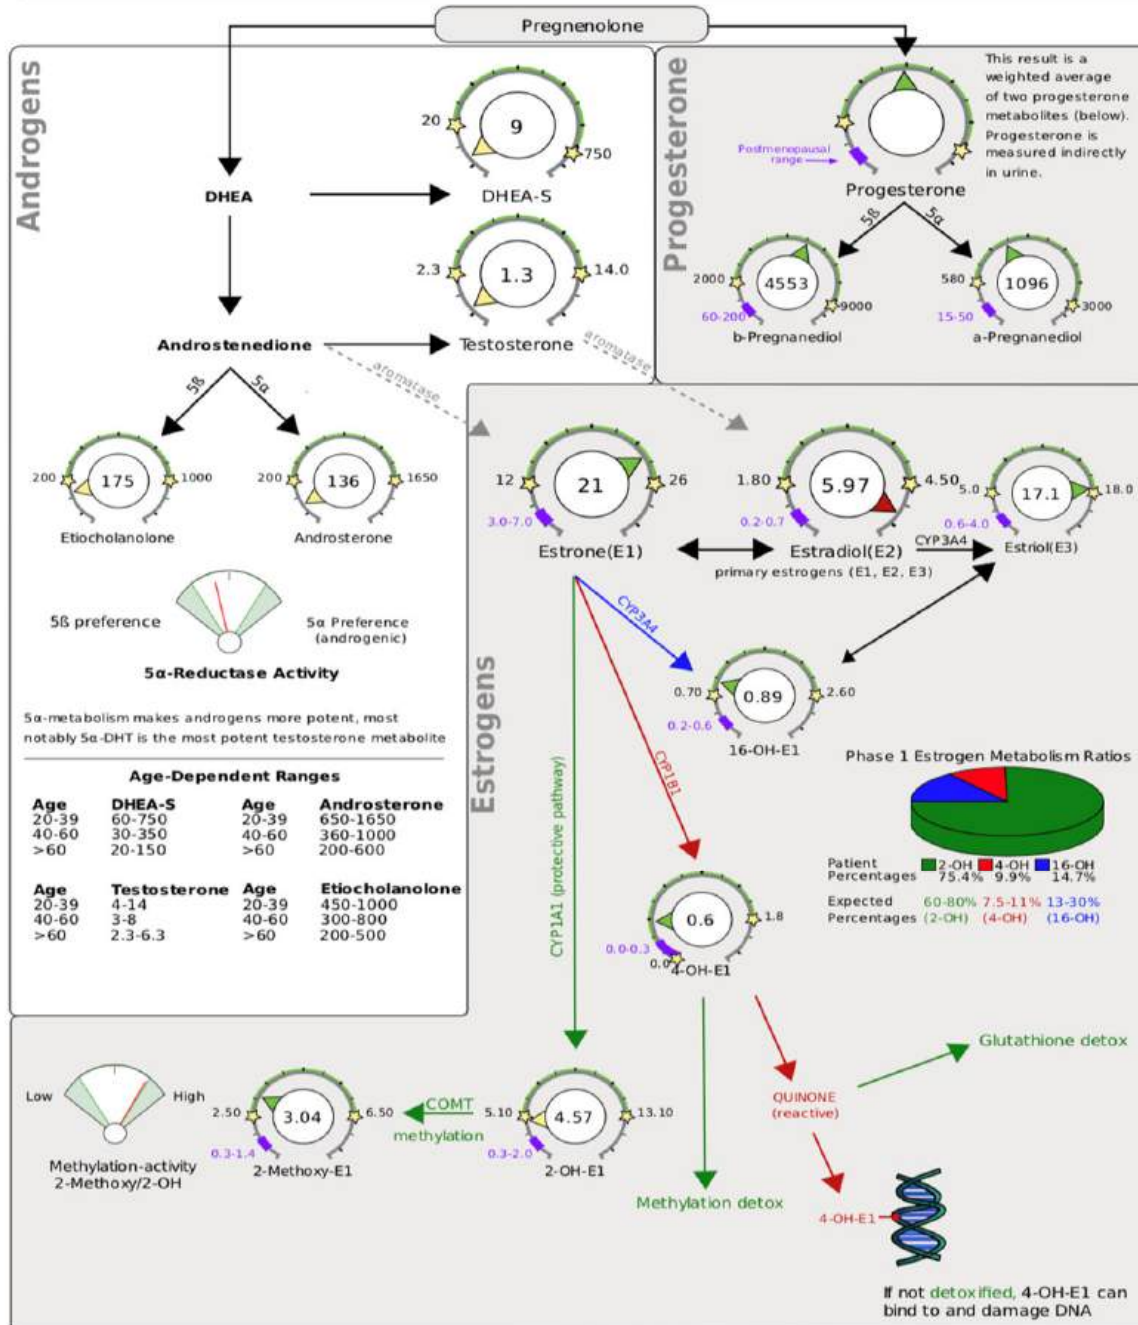 Pregnenolone
Androgens
20
9
750
DHEA-S
DHEA
2.3
1.3
14.0
Testosterone
Androstenedione
aromatase
aromatase
5ß
5α
200
175
1000
Etiocholanolone
200
136
1650
Androsterone
5ß preference
5α Preference
(androgenic)
5α-Reductase Activity
5α-metabolism makes androgens more potent, most
notably 5α-DHT is the most potent testosterone metabolite
Age-Dependent Ranges
Age DHEA-S Age Androsterone
20-39 60-750 20-39 650-1650
40-60 30-350 40-60 360-1000
>60 20-150 >60 200-600
Age Testosterone Age Etiocholanolone
20-39 4-14 20-39 450-1000
40-60 3-8 40-60 300-800
>60 2.3-6.3 >60 200-500
Progesterone
This result is a
weighted average
of two progesterone
metabolites (below).
Progesterone is
measured indirectly
in urine.
Postmenopausal
range
Progesterone
5ß
5α
2000
4553
9000
60-200
b-Pregnanediol
580
1096
3000
15-50
a-Pregnanediol
Estrogens
12
21
26
3.0-7.0
Estrone(E1)
1.80
5.97
4.50
0.2-0.7
Estradiol(E2)
CYP3A4
5.0
17.1
18.0
0.6-4.0
Estriol(E3)
primary estrogens (E1, E2, E3)
CYP3A4
0.70
0.89
2.60
0.2-0.6
16-OH-E1
CYP1B1
CYP1A1 (protective pathway)
Phase 1 Estrogen Metabolism Ratios
Patient 2-OH 4-OH 16-OH
Percentages 75.4% 9.9% 14.7%
Expected 60-80% 7.5-11% 13-30%
Percentages (2-OH) (4-OH) (16-OH)
0.6
1.8
0.0-0.3
0.0
4-OH-E1
Low
High
Methylation-activity
2-Methoxy/2-OH
2.50
3.04
6.50
0.3-1.4
2-Methoxy-E1
COMT
methylation
5.10
4.57
13.10
0.3-2.0
2-OH-E1
Methylation detox
QUINONE
(reactive)
Glutathione detox
4-OH-E1
If not detoxified, 4-OH-E1 can
bind to and damage DNA